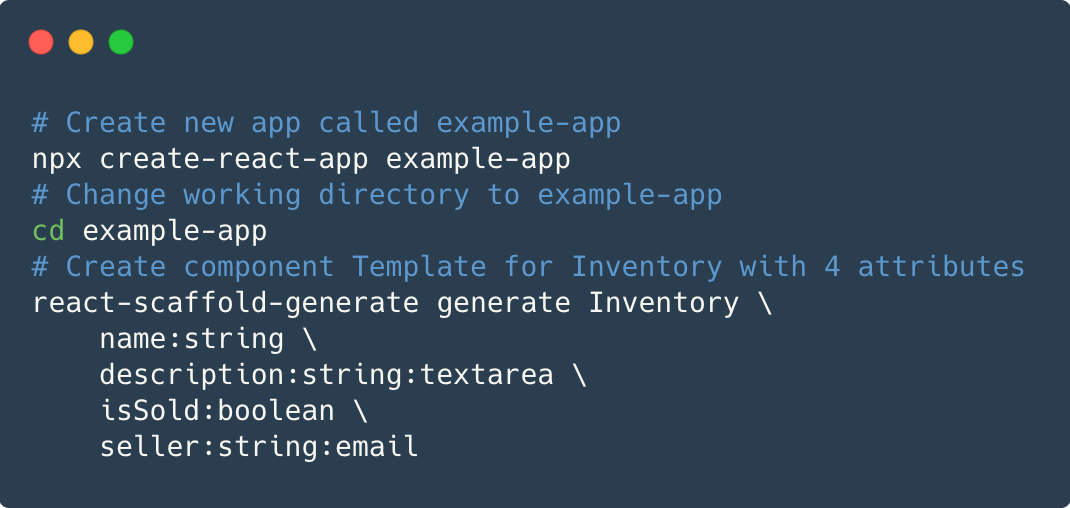 # Create new app called example-app
npx create-react-app example-app
# Change working directory to example-app
cd example-app
# Create component Template for Inventory with 4 attributes
react-scaffold-generate generate Inventory \
    name:string \
    description:string:textarea \
    isSold:boolean \
    seller:string:email